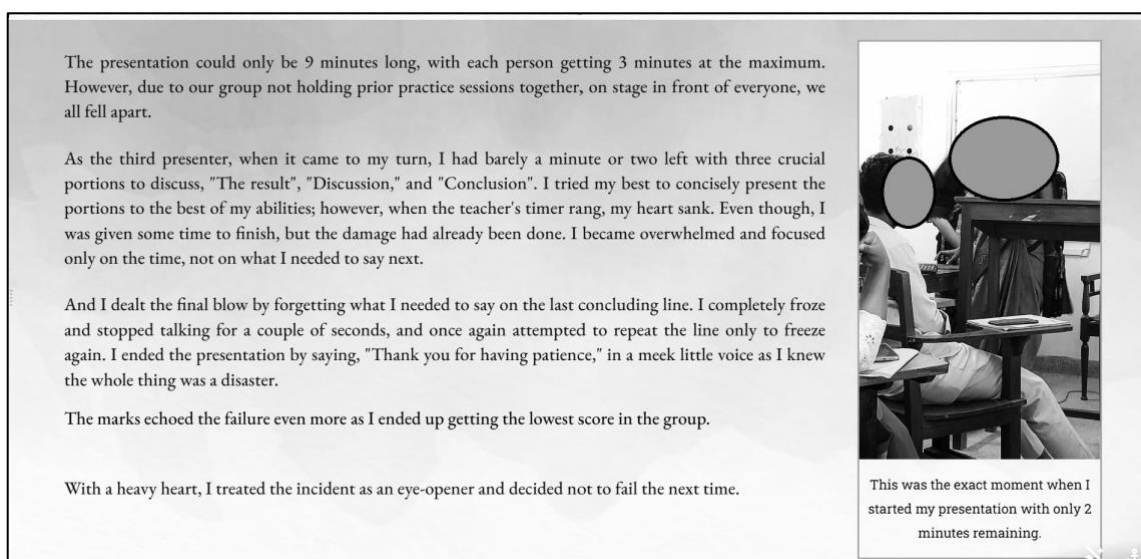 The presentation could only be 9 minutes long, with each person getting 3 minutes at the maximum.
However, due to our group not holding prior practice sessions together, on stage in front of everyone, we
all fell apart.
As the third presenter, when it came to my turn, I had barely a minute or two left with three crucial
portions to discuss, "The result", "Discussion," and "Conclusion". I tried my best to concisely present the
portions to the best of my abilities; however, when the teacher's timer rang, my heart sank. Even though, I
was given some time to finish, but the damage had already been done. I became overwhelmed and focused
only on the time, not on what I needed to say next.
And I dealt the final blow by forgetting what I needed to say on the last concluding line. I completely froze
and stopped talking for a couple of seconds, and once again attempted to repeat the line only to freeze
again. I ended the presentation by saying, "Thank you for having patience," in a meek little voice as I knew
the whole thing was a disaster.
The marks echoed the failure even more as I ended up getting the lowest score in the group.
With a heavy heart, I treated the incident as an eye-opener and decided not to fail the next time.
This was the exact moment when I
started my presentation with only 2
minutes remaining.